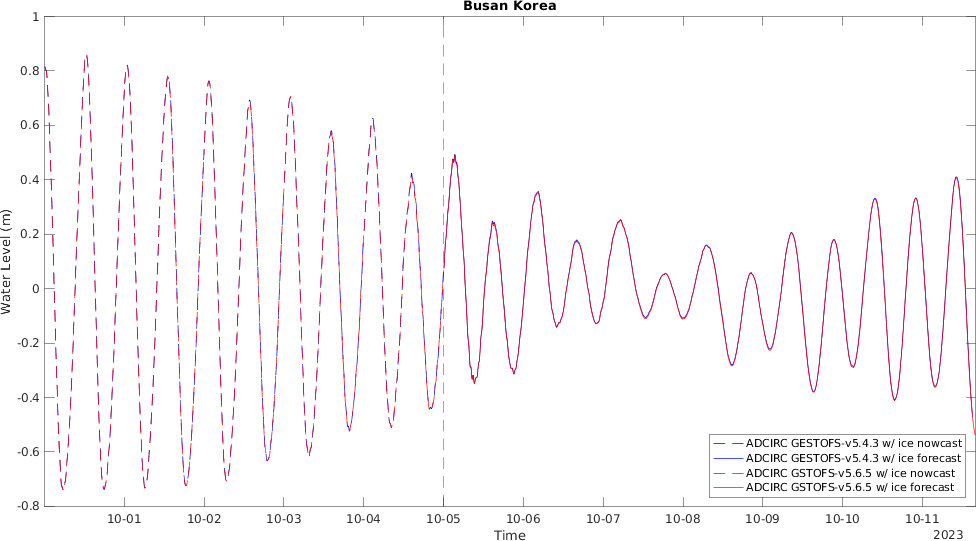 Busan Korea
1
0.8
0.6
0.4
0.2
0
-0.2
-0.4
-0.6
-0.8
Water Level (m)
10-01 10-02 10-03 10-04 10-05 10-06 10-07 10-08 10-09 10-10 10-11
Time
2023
ADCIRC GESTOFS-v5.4.3 w/ ice nowcast
ADCIRC GESTOFS-v5.4.3 w/ ice forecast
ADCIRC GSTOFS-v5.6.5 w/ ice nowcast
ADCIRC GSTOFS-v5.6.5 w/ ice forecast